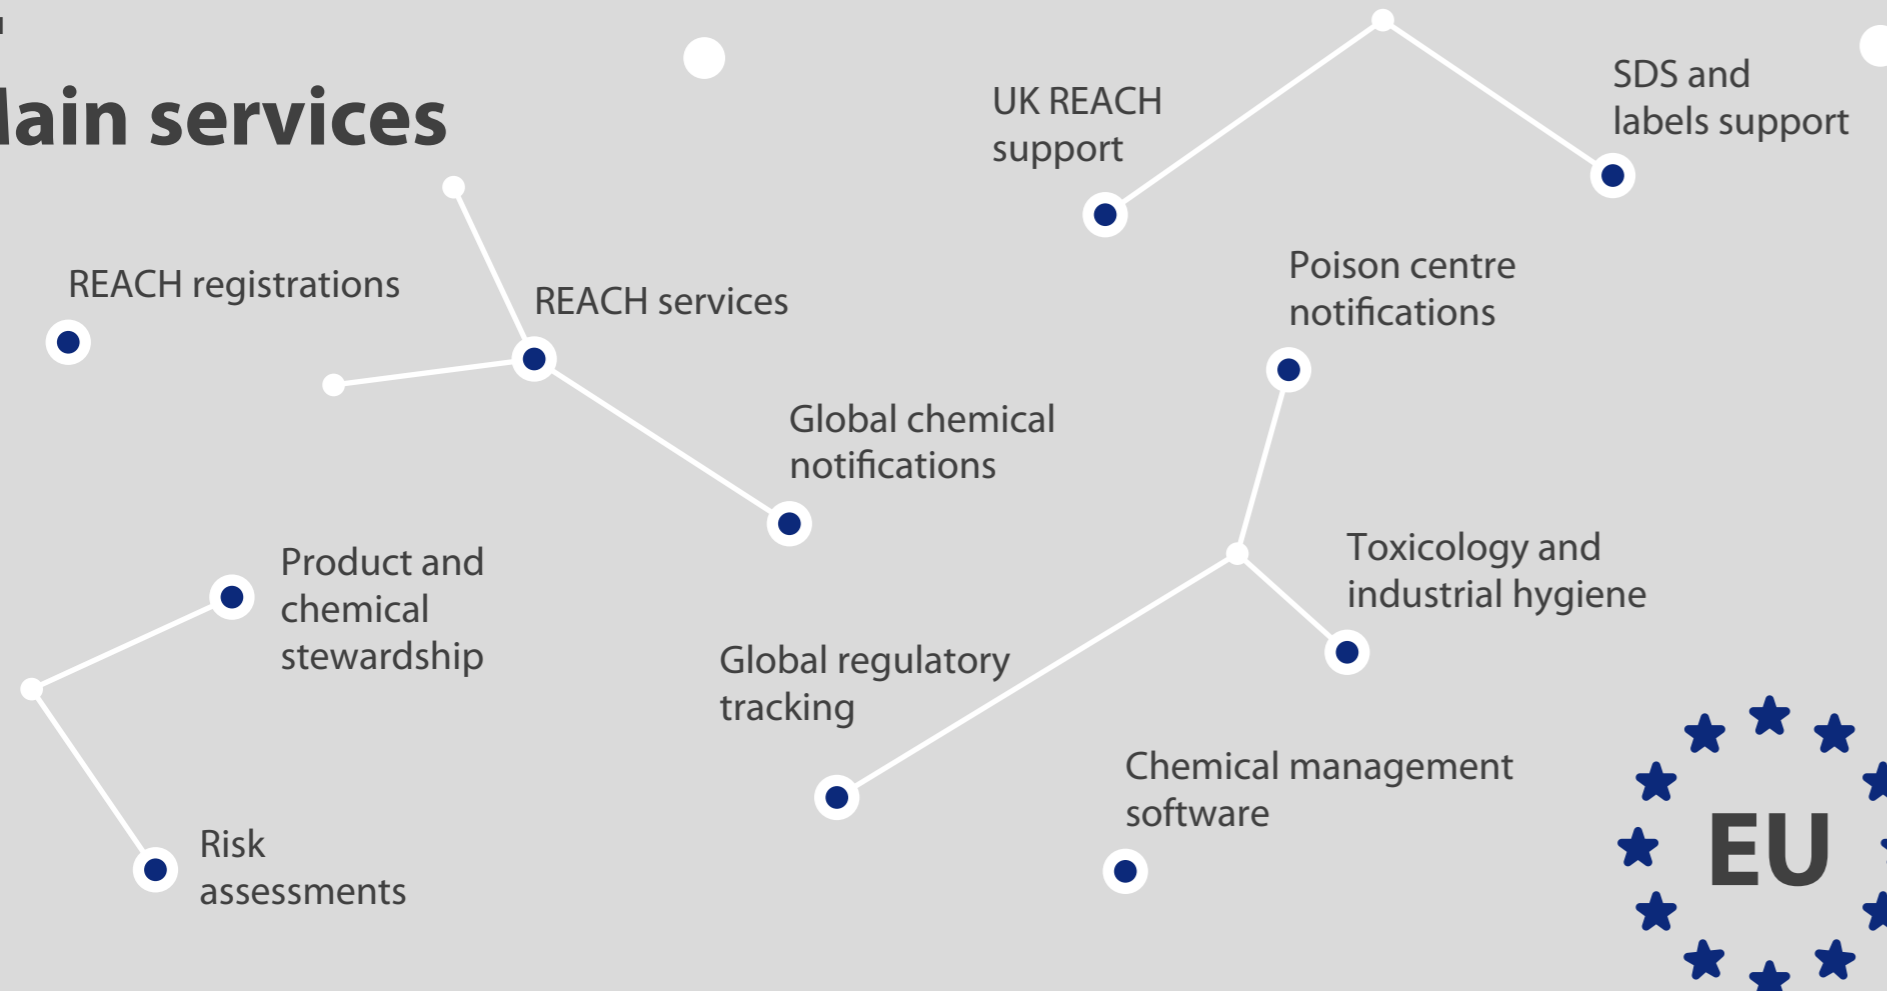 Main services
UK REACH
support
SDS and
labels support
REACH registrations
REACH services
Poison centre
notifications
Global chemical
notifications
Product and
chemical
stewardship
Toxicology and
industrial hygiene
Global regulatory
tracking
Chemical management
software
Risk
assessments
EU